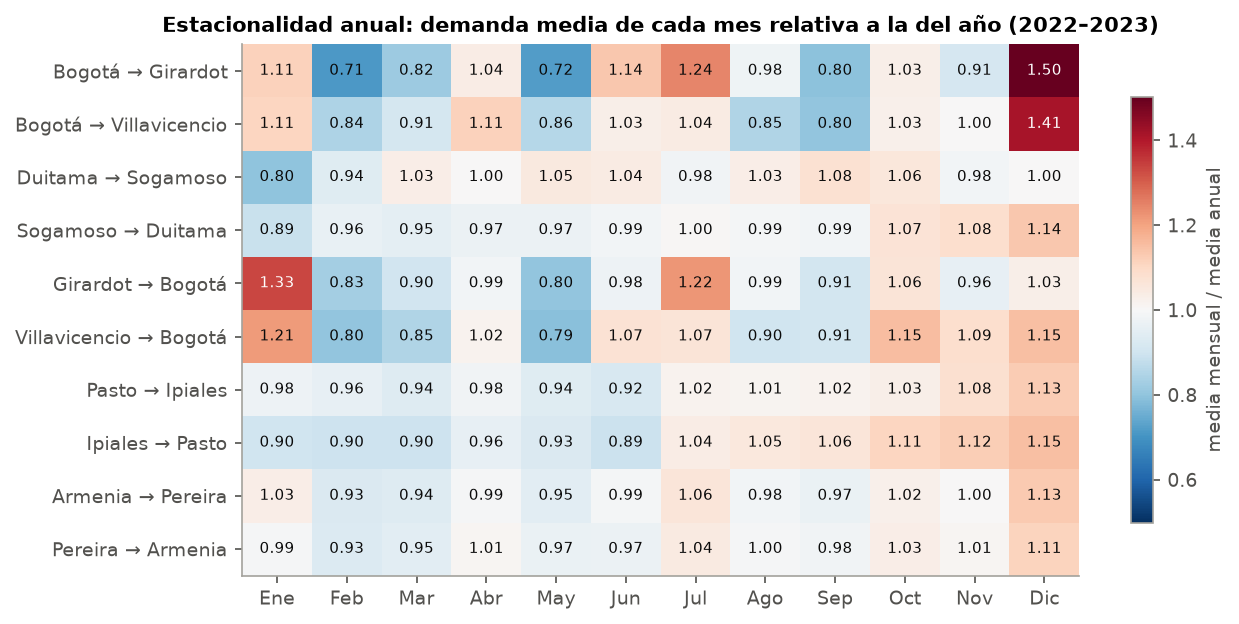 Estacionalidad anual: demanda media de cada mes relativa a la del año (2022–2023)
Bogotá → Girardot 1.11 0.71 0.82 1.04 0.72 1.14 1.24 0.98 0.80 1.03 0.91 1.50
Bogotá → Villavicencio 1.11 0.84 0.91 1.11 0.86 1.03 1.04 0.85 0.80 1.03 1.00 1.41
Duitama → Sogamoso 0.80 0.94 1.03 1.00 1.05 1.04 0.98 1.03 1.08 1.06 0.98 1.00
Sogamoso → Duitama 0.89 0.96 0.95 0.97 0.97 0.99 1.00 0.99 0.99 1.07 1.08 1.14
Girardot → Bogotá 1.33 0.83 0.90 0.99 0.80 0.98 1.22 0.99 0.91 1.06 0.96 1.03
Villavicencio → Bogotá 1.21 0.80 0.85 1.02 0.79 1.07 1.07 0.90 0.91 1.15 1.09 1.15
Pasto → Ipiales 0.98 0.96 0.94 0.98 0.94 0.92 1.02 1.01 1.02 1.03 1.08 1.13
Ipiales → Pasto 0.90 0.90 0.90 0.96 0.93 0.89 1.04 1.05 1.06 1.11 1.12 1.15
Armenia → Pereira 1.03 0.93 0.94 0.99 0.95 0.99 1.06 0.98 0.97 1.02 1.00 1.13
Pereira → Armenia 0.99 0.93 0.95 1.01 0.97 0.97 1.04 1.00 0.98 1.03 1.01 1.11
Ene Feb Mar Abr May Jun Jul Ago Sep Oct Nov Dic
1.4
1.2
1.0
0.8
0.6
media mensual / media anual